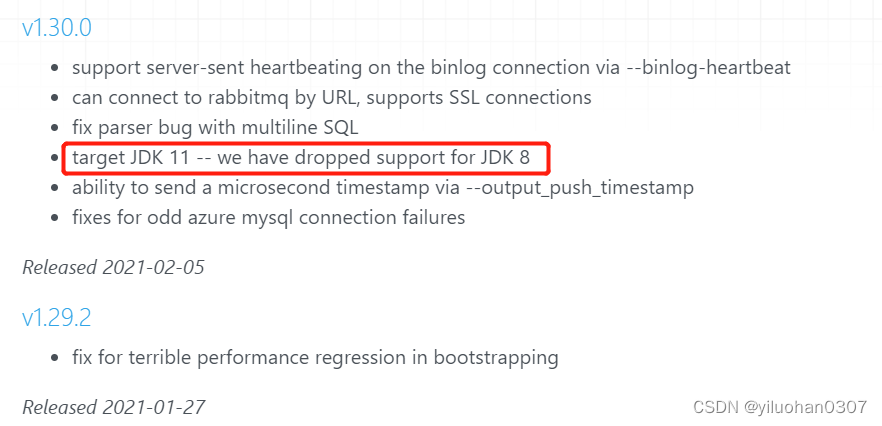 v1.30.0
support server-sent heartbeating on the binlog connection via --binlog-heartbeat
can connect to rabbitmq by URL, supports SSL connections
fix parser bug with multiline SQL
target JDK 11 -- we have dropped support for JDK 8
ability to send a microsecond timestamp via --output_push_timestamp
fixes for odd azure mysql connection failures
Released 2021-02-05
v1.29.2
fix for terrible performance regression in bootstrapping
Released 2021-01-27
CSDN @yiluohan0307